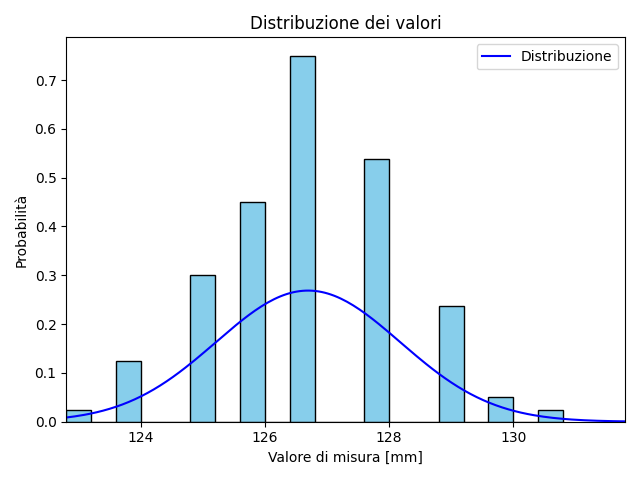 Distribuzione dei valori
Distribuzione
Probabilità
0.7
0.6
0.5
0.4
0.3
0.2
0.1
0.0
124 126 128 130
Valore di misura [mm]